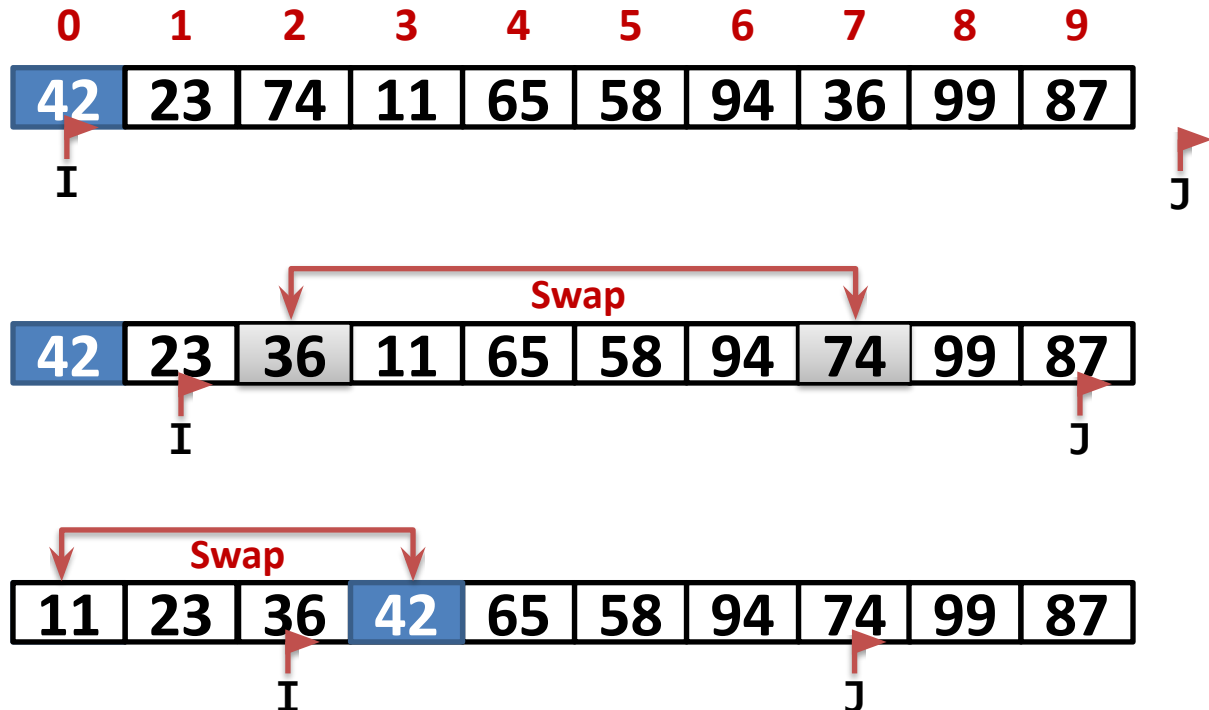 0 1 2 3 4 5 6 7 8 9
42 23 74 11 65 58 94 36 99 87
I J
Swap
42 23 36 11 65 58 94 74 99 87
I J
Swap
11 23 36 42 65 58 94 74 99 87
I J